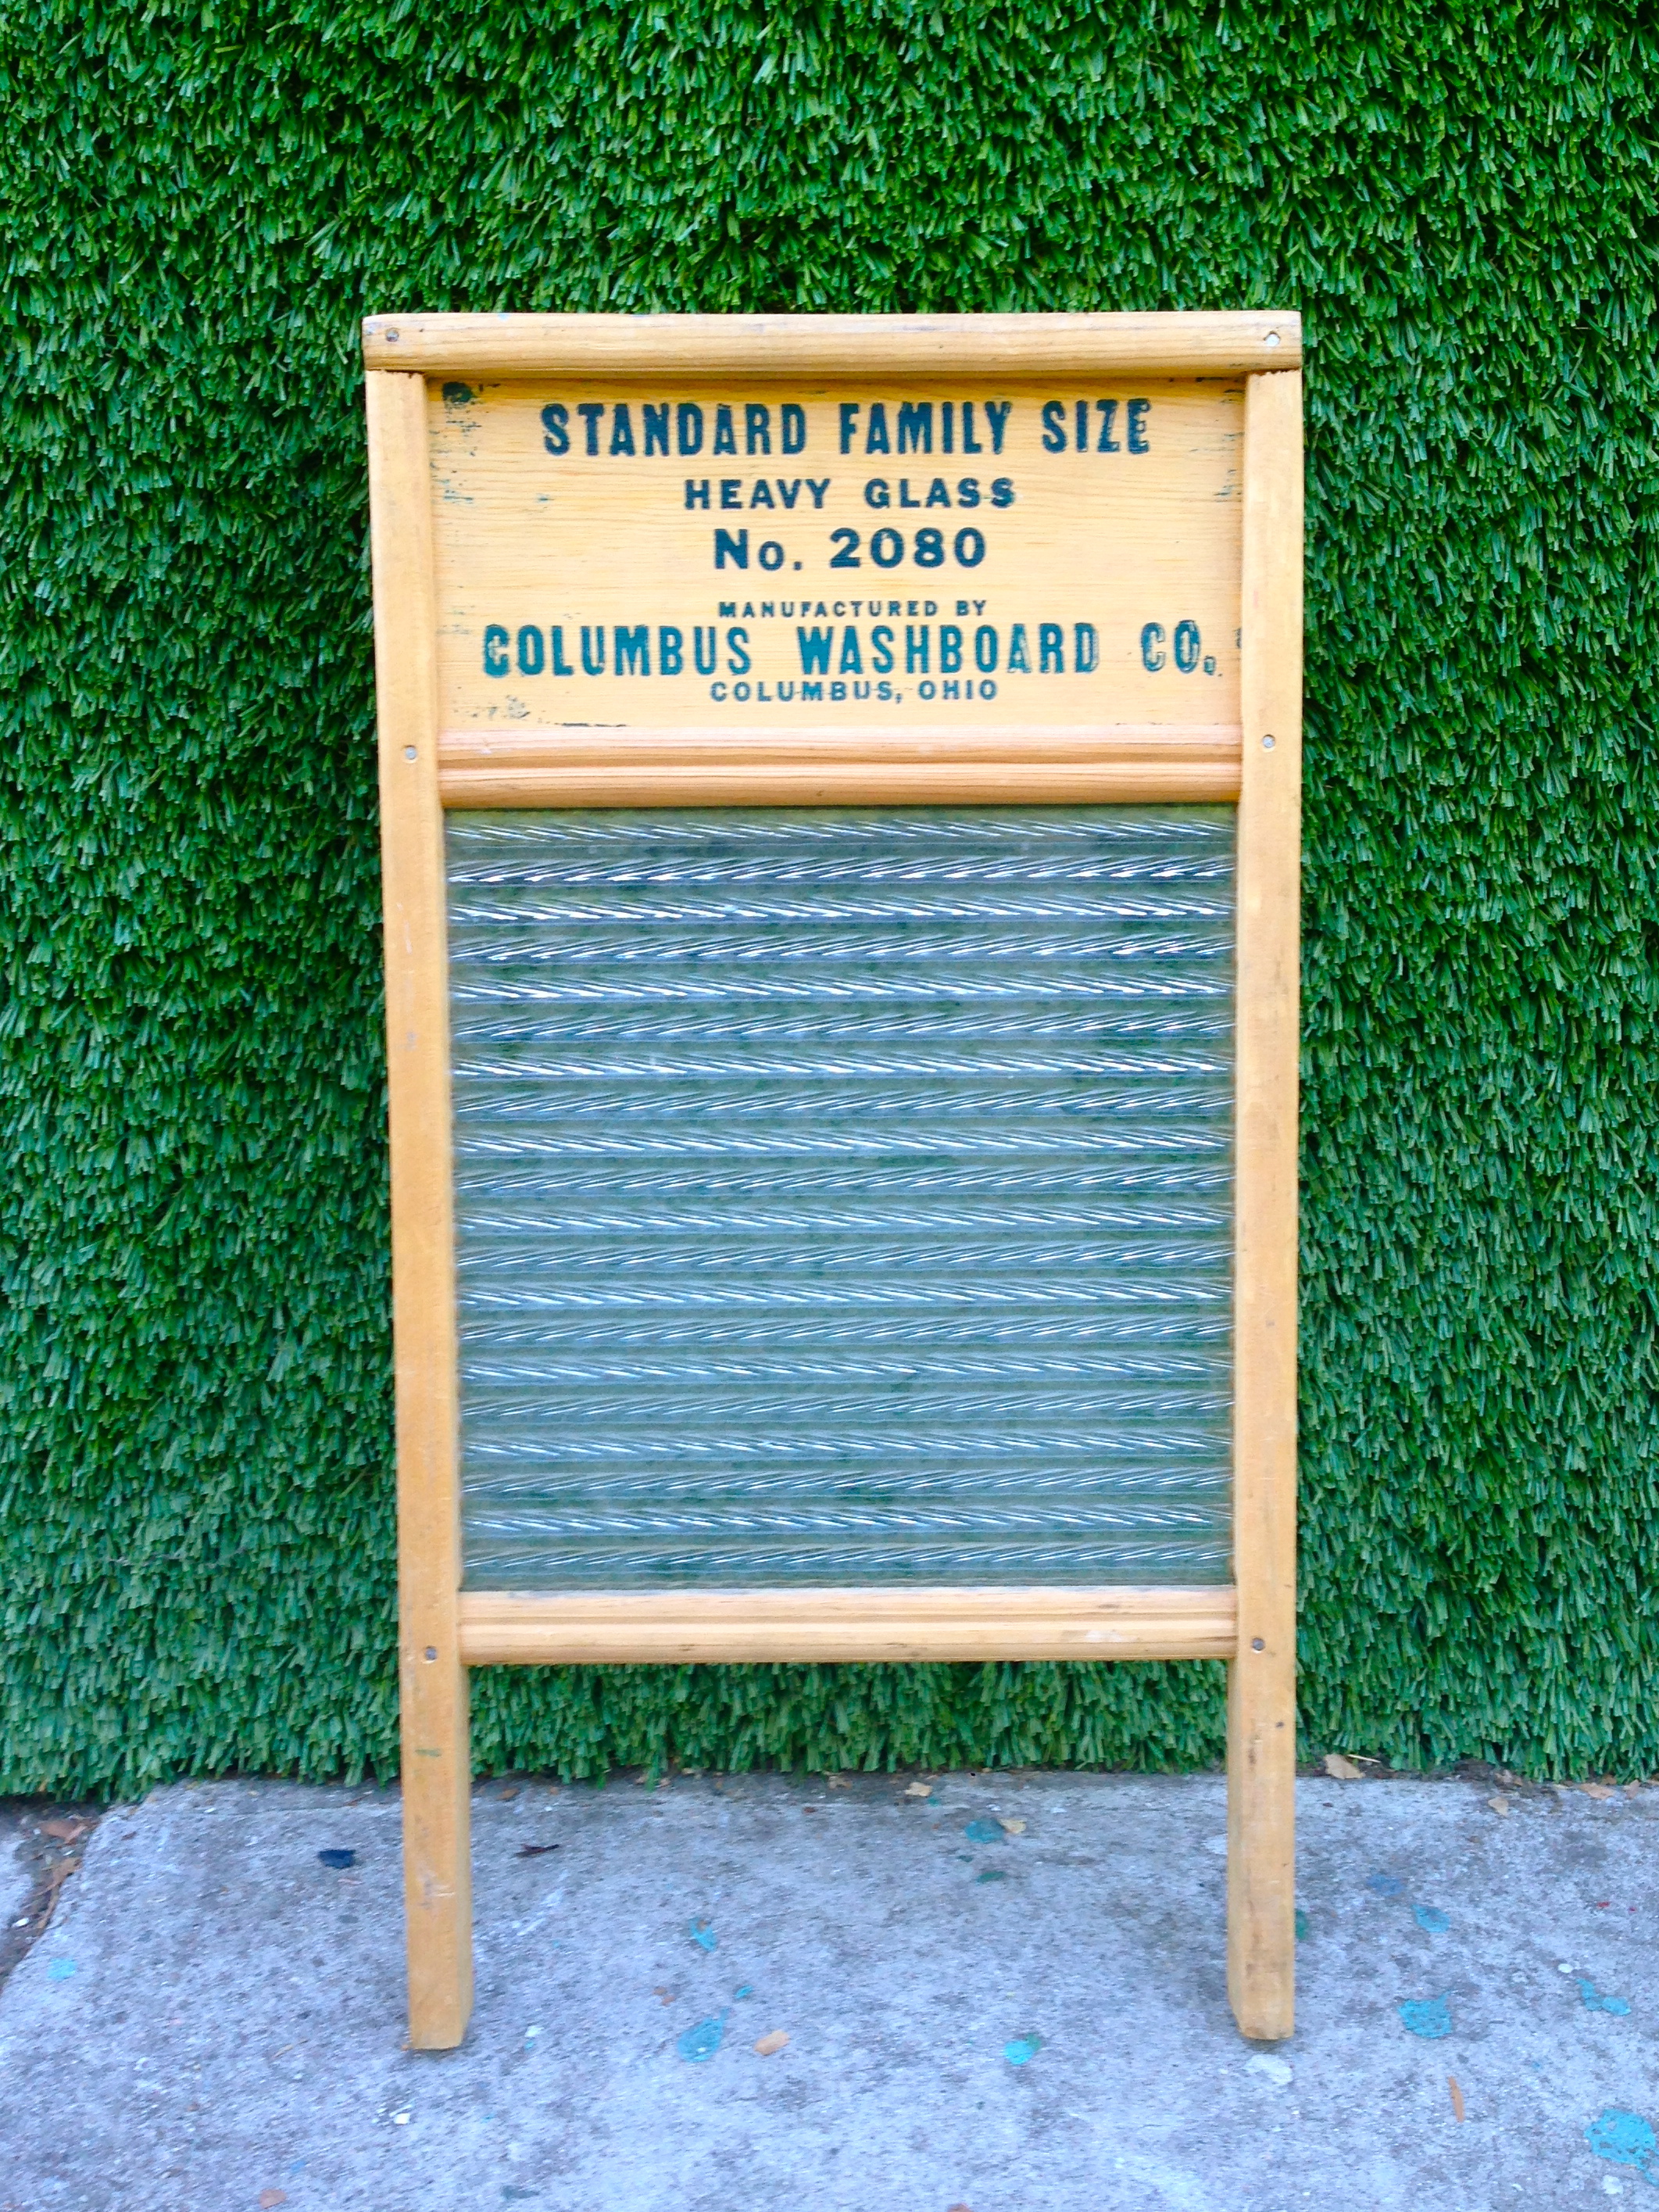 STANDARD FAMILY SIZE
HEAVY GLASS
No. 2080
MANUFACTURED BY
COLUMBUS WASHBOARD CO.
COLUMBUS, OHIO